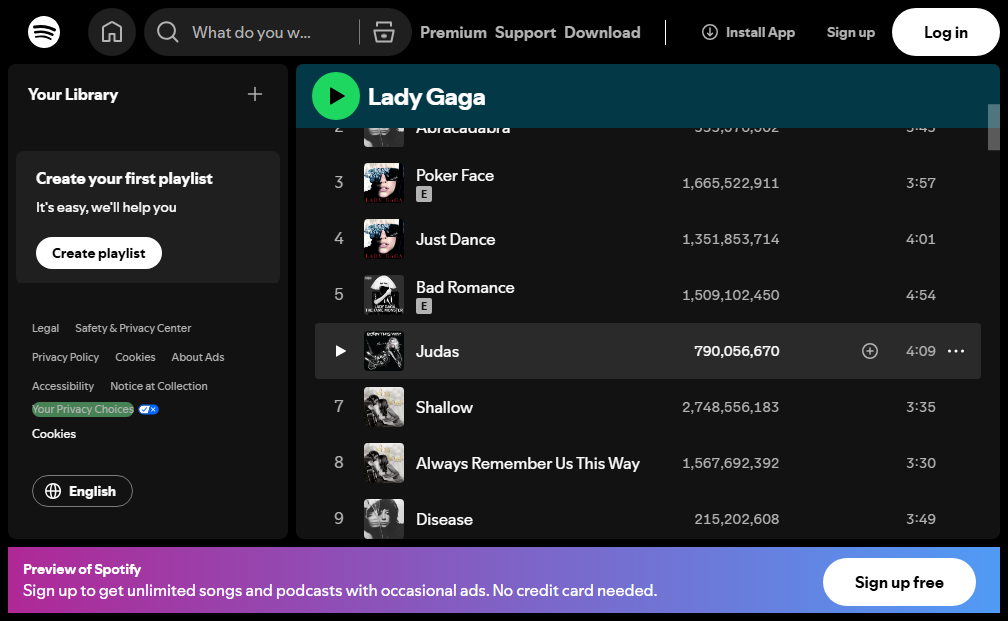 What do you w...
Premium Support Download
Install App
Sign up
Log in
Your Library
Create your first playlist
It's easy, we'll help you
Create playlist
Legal Safety & Privacy Center
Privacy Policy Cookies About Ads
Accessibility Notice at Collection
Your Privacy Choices
Cookies
English
Lady Gaga
2 Abracadabra 3:43
3 Poker Face 1,665,522,911 3:57
E
4 Just Dance 1,351,853,714 4:01
5 Bad Romance 1,509,102,450 4:54
E
Judas 790,056,670 4:09
7 Shallow 2,748,556,183 3:35
8 Always Remember Us This Way 1,567,692,392 3:30
9 Disease 215,202,608 3:49
Preview of Spotify
Sign up to get unlimited songs and podcasts with occasional ads. No credit card needed.
Sign up free